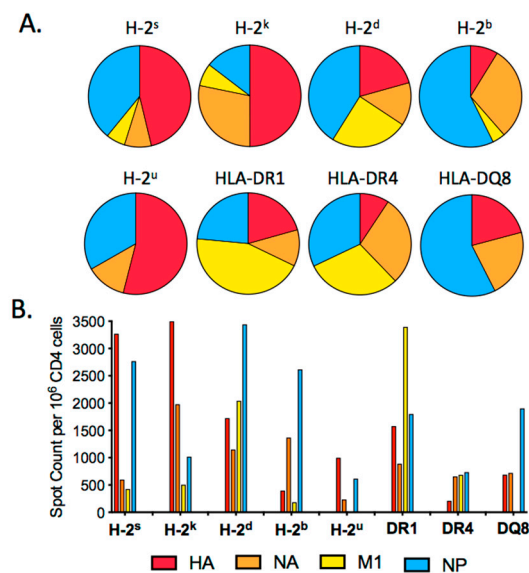 A.
H-2s H-2k H-2d H-2b
H-2u HLA-DR1 HLA-DR4 HLA-DQ8
B.
Spot Count per 10^6 CD4 cells
3500
3000
2500
2000
1500
1000
500
0
H-2s H-2k H-2d H-2b H-2u DR1 DR4 DQ8
HA NA M1 NP